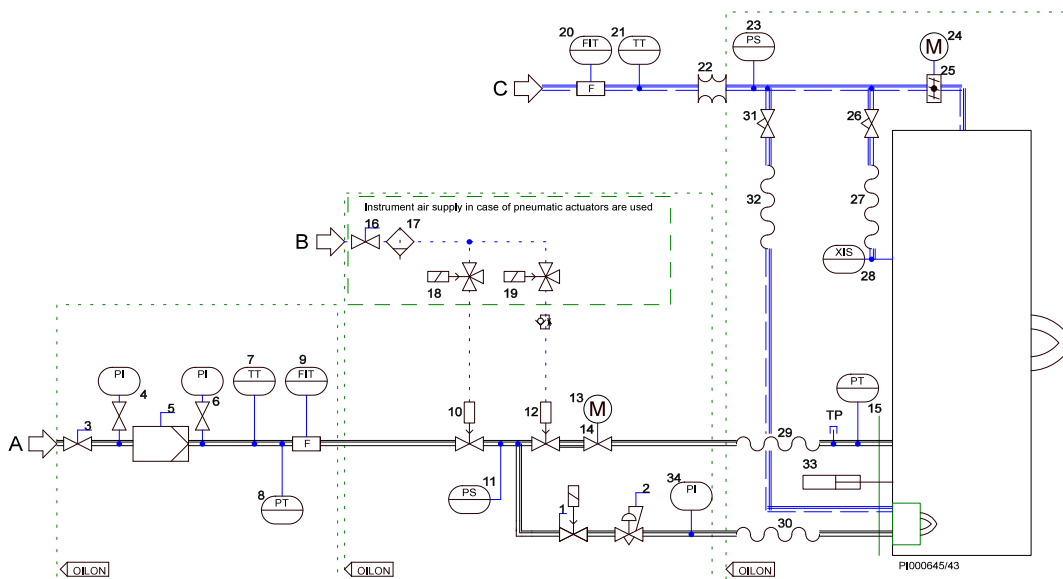 20
21
23
24
FIT
TT
PS
M
22
25
C
F
31
26
Instrument air supply in case of pneumatic actuators are used
16
17
32
27
B
XIS
28
18
19
7
9
13
PI
PI
TT
FIT
M
PT
4
5
6
10
12
14
TP
15
3
A
F
29
33
8
PT
PS
11
34
PI
1
2
30
PI000645/43
OILON
OILON
OILON